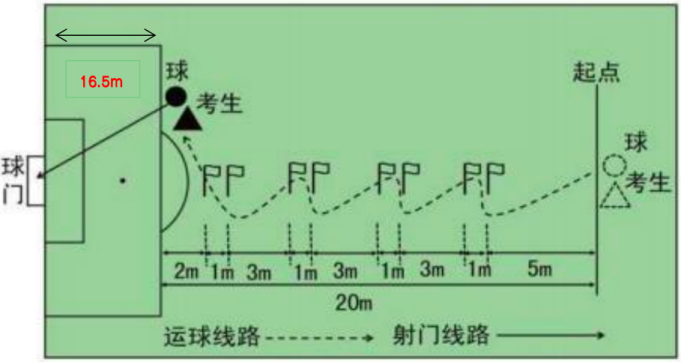 16.5m
球
考生
起点
球
门
球
考生
2m 1m 3m 1m 3m 1m 3m 1m 5m
20m
运球线路 射门线路